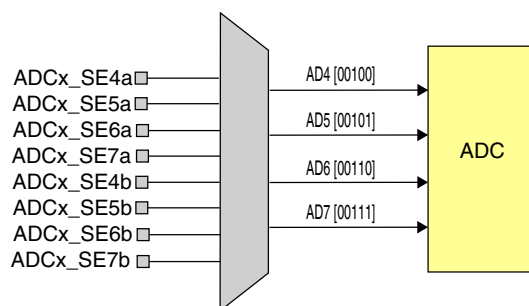 ADCx_SE4a
ADCx_SE5a
ADCx_SE6a
ADCx_SE7a
ADCx_SE4b
ADCx_SE5b
ADCx_SE6b
ADCx_SE7b
AD4 [00100]
AD5 [00101]
AD6 [00110]
AD7 [00111]
ADC